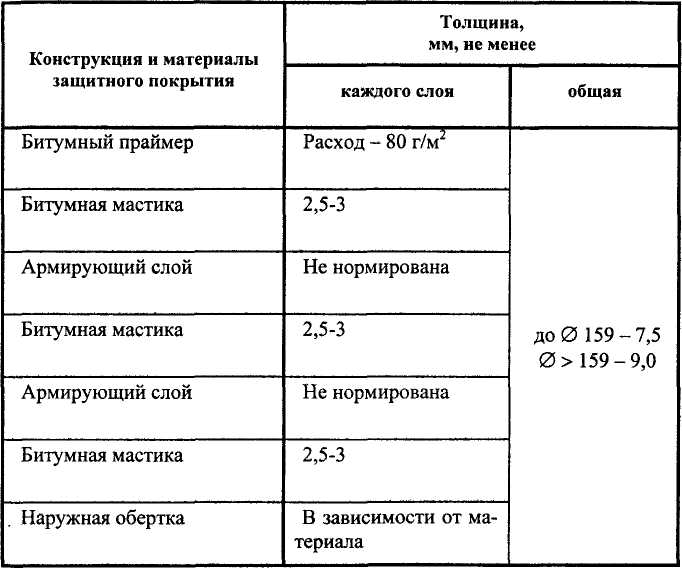 Конструкция и материалы
защитного покрытия
Толщина,
мм, не менее
каждого слоя
общая
Битумный праймер
Расход – 80 г/м²
Битумная мастика
2,5-3
Армирующий слой
Не нормирована
Битумная мастика
2,5-3
Армирующий слой
Не нормирована
Битумная мастика
2,5-3
Наружная обертка
В зависимости от ма-
териала
до Ø 159 – 7,5
Ø > 159 – 9,0